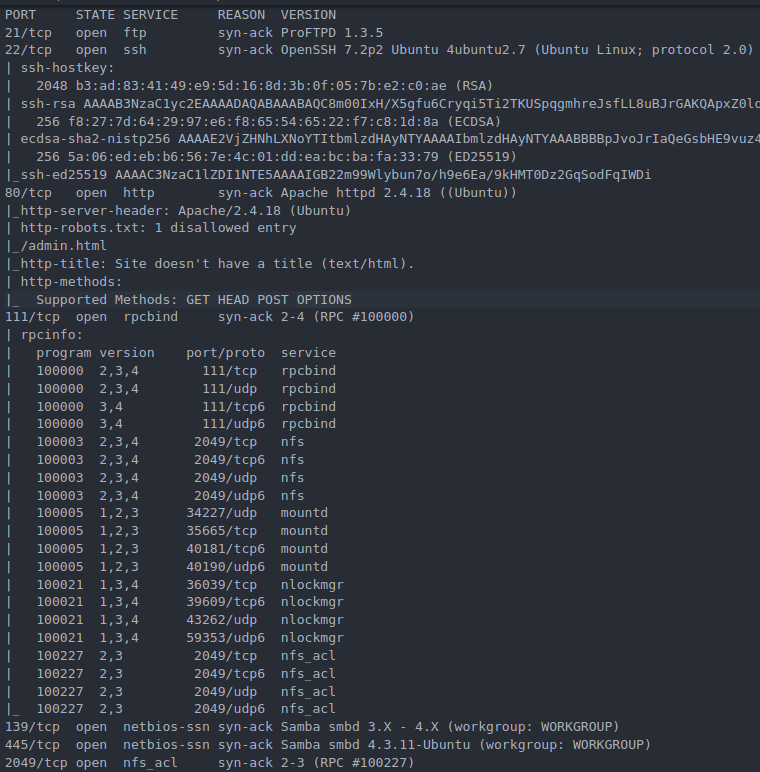 PORT     STATE SERVICE      REASON  VERSION
21/tcp   open  ftp          syn-ack ProFTPD 1.3.5
22/tcp   open  ssh          syn-ack OpenSSH 7.2p2 Ubuntu 4ubuntu2.7 (Ubuntu Linux; protocol 2.0)
| ssh-hostkey:
|   2048 b3:ad:83:41:49:e9:5d:16:8d:3b:0f:05:7b:e2:c0:ae (RSA)
| ssh-rsa AAAAB3NzaC1yc2EAAAADAQABAAABAQC8m00IxH/X5gfu6Cryqi5Ti2TKUSpqgmhreJsfLL8uBJrGAKQApxZ0lq
|   256 f8:27:7d:64:29:97:e6:f8:65:54:65:22:f7:c8:1d:8a (ECDSA)
| ecdsa-sha2-nistp256 AAAAE2VjZHNhLXNoYTItbmlzdHAyNTYAAAAIbmlzdHAyNTYAAABBBBpJvoJrIaQeGsbHE9vuz4
|   256 5a:06:ed:eb:b6:56:7e:4c:01:dd:ea:bc:ba:fa:33:79 (ED25519)
|_ssh-ed25519 AAAAC3NzaC1lZDI1NTE5AAAAIGB22m99Wlybun7o/h9e6Ea/9kHMT0Dz2GqSodFqIWDi
80/tcp   open  http         syn-ack Apache httpd 2.4.18 ((Ubuntu))
|_http-server-header: Apache/2.4.18 (Ubuntu)
| http-robots.txt: 1 disallowed entry
|_/admin.html
|_http-title: Site doesn't have a title (text/html).
| http-methods:
|_  Supported Methods: GET HEAD POST OPTIONS
111/tcp  open  rpcbind      syn-ack 2-4 (RPC #100000)
| rpcinfo:
|   program version    port/proto  service
|   100000  2,3,4        111/tcp   rpcbind
|   100000  2,3,4        111/udp   rpcbind
|   100000  3,4          111/tcp6  rpcbind
|   100000  3,4          111/udp6  rpcbind
|   100003  2,3,4       2049/tcp   nfs
|   100003  2,3,4       2049/tcp6  nfs
|   100003  2,3,4       2049/udp   nfs
|   100003  2,3,4       2049/udp6  nfs
|   100005  1,2,3      34227/udp   mountd
|   100005  1,2,3      35665/tcp   mountd
|   100005  1,2,3      40181/tcp6  mountd
|   100005  1,2,3      40190/udp6  mountd
|   100021  1,3,4      36039/tcp   nlockmgr
|   100021  1,3,4      39609/tcp6  nlockmgr
|   100021  1,3,4      43262/udp   nlockmgr
|   100021  1,3,4      59353/udp6  nlockmgr
|   100227  2,3         2049/tcp   nfs_acl
|   100227  2,3         2049/tcp6  nfs_acl
|   100227  2,3         2049/udp   nfs_acl
|_  100227  2,3         2049/udp6  nfs_acl
139/tcp  open  netbios-ssn syn-ack Samba smbd 3.X - 4.X (workgroup: WORKGROUP)
445/tcp  open  netbios-ssn syn-ack Samba smbd 4.3.11-Ubuntu (workgroup: WORKGROUP)
2049/tcp open  nfs_acl     syn-ack 2-3 (RPC #100227)